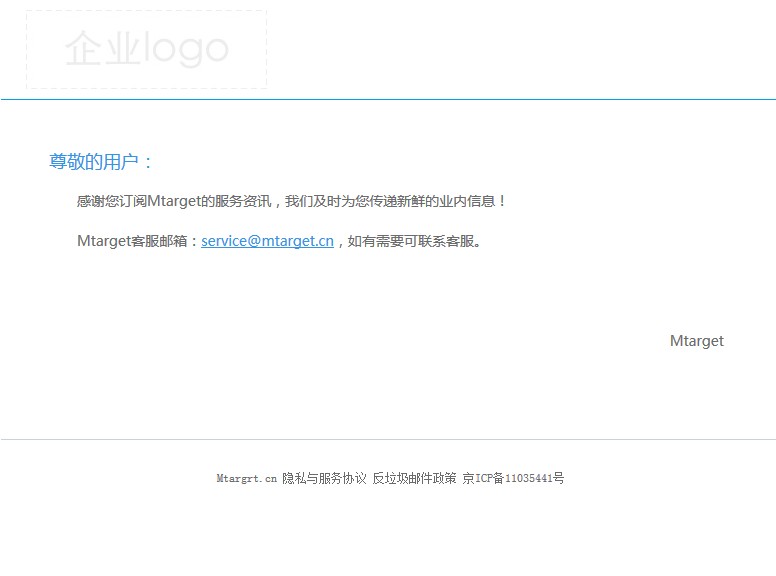 企业logo
尊敬的用户：
感谢您订阅Mtarget的服务资讯，我们及时为您传递新鲜的业内信息！
Mtarget客服邮箱：service@mtarget.cn，如有需要可联系客服。
Mtarget
Mtargrt.cn 隐私与服务协议 反垃圾邮件政策 京ICP备11035441号